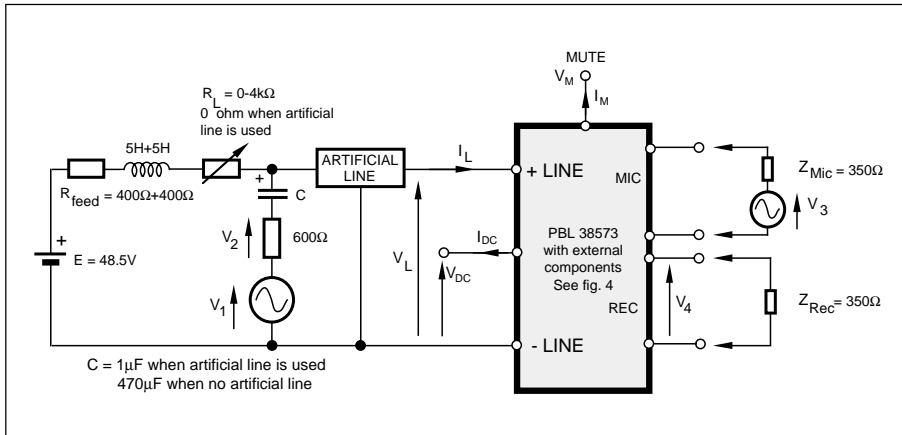 MUTE
V_M
I_M
R_L = 0-4kΩ
0 ohm when artificial
line is used
5H+5H
ARTIFICIAL
LINE
I_L
+ LINE
MIC
Z_Mic = 350Ω
V_3
R_feed = 400Ω+400Ω
+
C
V_2
600Ω
I_DC
V_DC
V_L
PBL 38573
with external
components
See fig. 4
+
E = 48.5V
V_1
REC
V_4
Z_Rec = 350Ω
- LINE
C = 1µF when artificial line is used
470µF when no artificial line